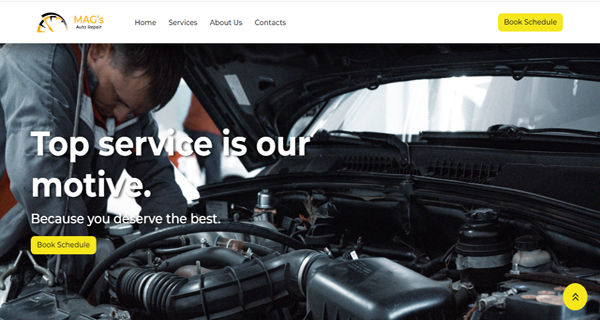 MAG's
Auto Repair
Home Services About Us Contacts
Book Schedule
Top service is our
motive.
Because you deserve the best.
Book Schedule